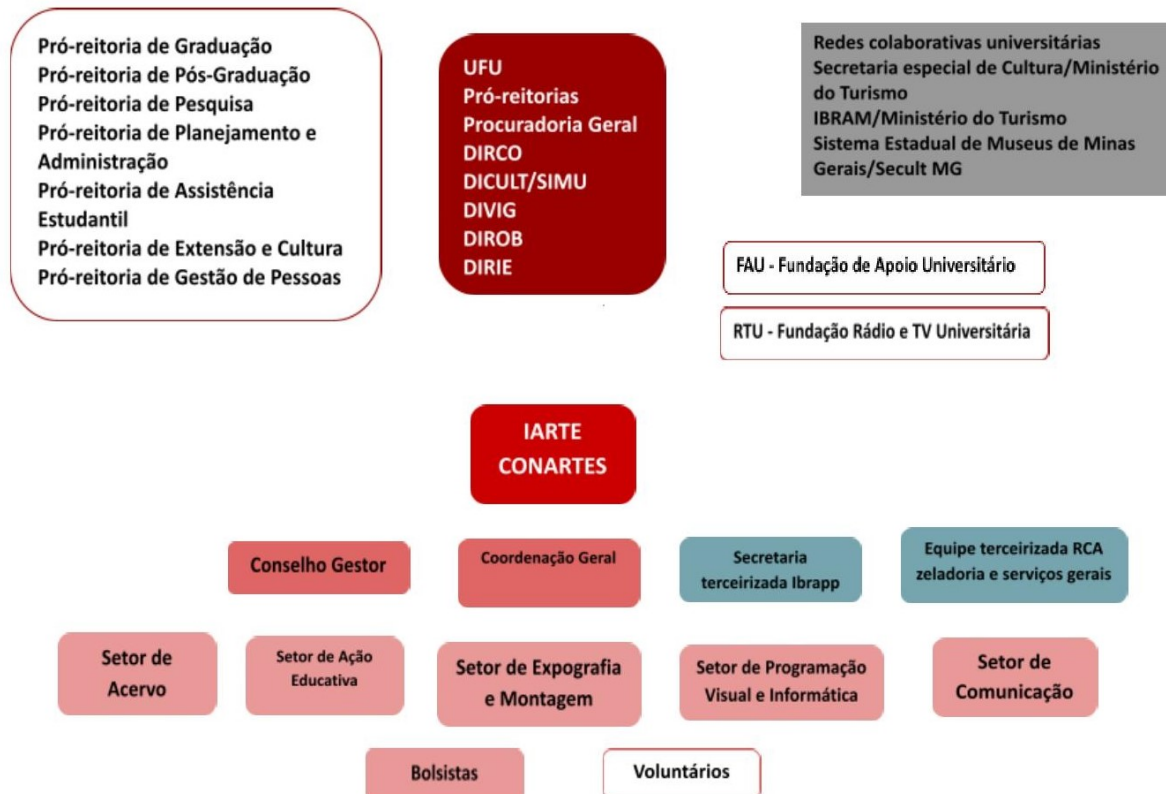 Pró-reitoria de Graduação
Pró-reitoria de Pós-Graduação
Pró-reitoria de Pesquisa
Pró-reitoria de Planejamento e
Administração
Pró-reitoria de Assistência
Estudantil
Pró-reitoria de Extensão e Cultura
Pró-reitoria de Gestão de Pessoas
UFU
Pró-reitorias
Procuradoria Geral
DIRCO
DICULT/SIMU
DIVIG
DIROB
DIRIE
Redes colaborativas universitárias
Secretaria especial de Cultura/Ministério
do Turismo
IBRAM/Ministério do Turismo
Sistema Estadual de Museus de Minas
Gerais/Secult MG
FAU - Fundação de Apoio Universitário
RTU - Fundação Rádio e TV Universitária
IARTE
CONARTES
Conselho Gestor
Coordenação Geral
Secretaria
terceirizada Ibrapp
Equipe terceirizada RCA
zeladoria e serviços gerais
Setor de
Acervo
Setor de Ação
Educativa
Setor de Expografia
e Montagem
Setor de Programação
Visual e Informática
Setor de
Comunicação
Bolsistas
Voluntários